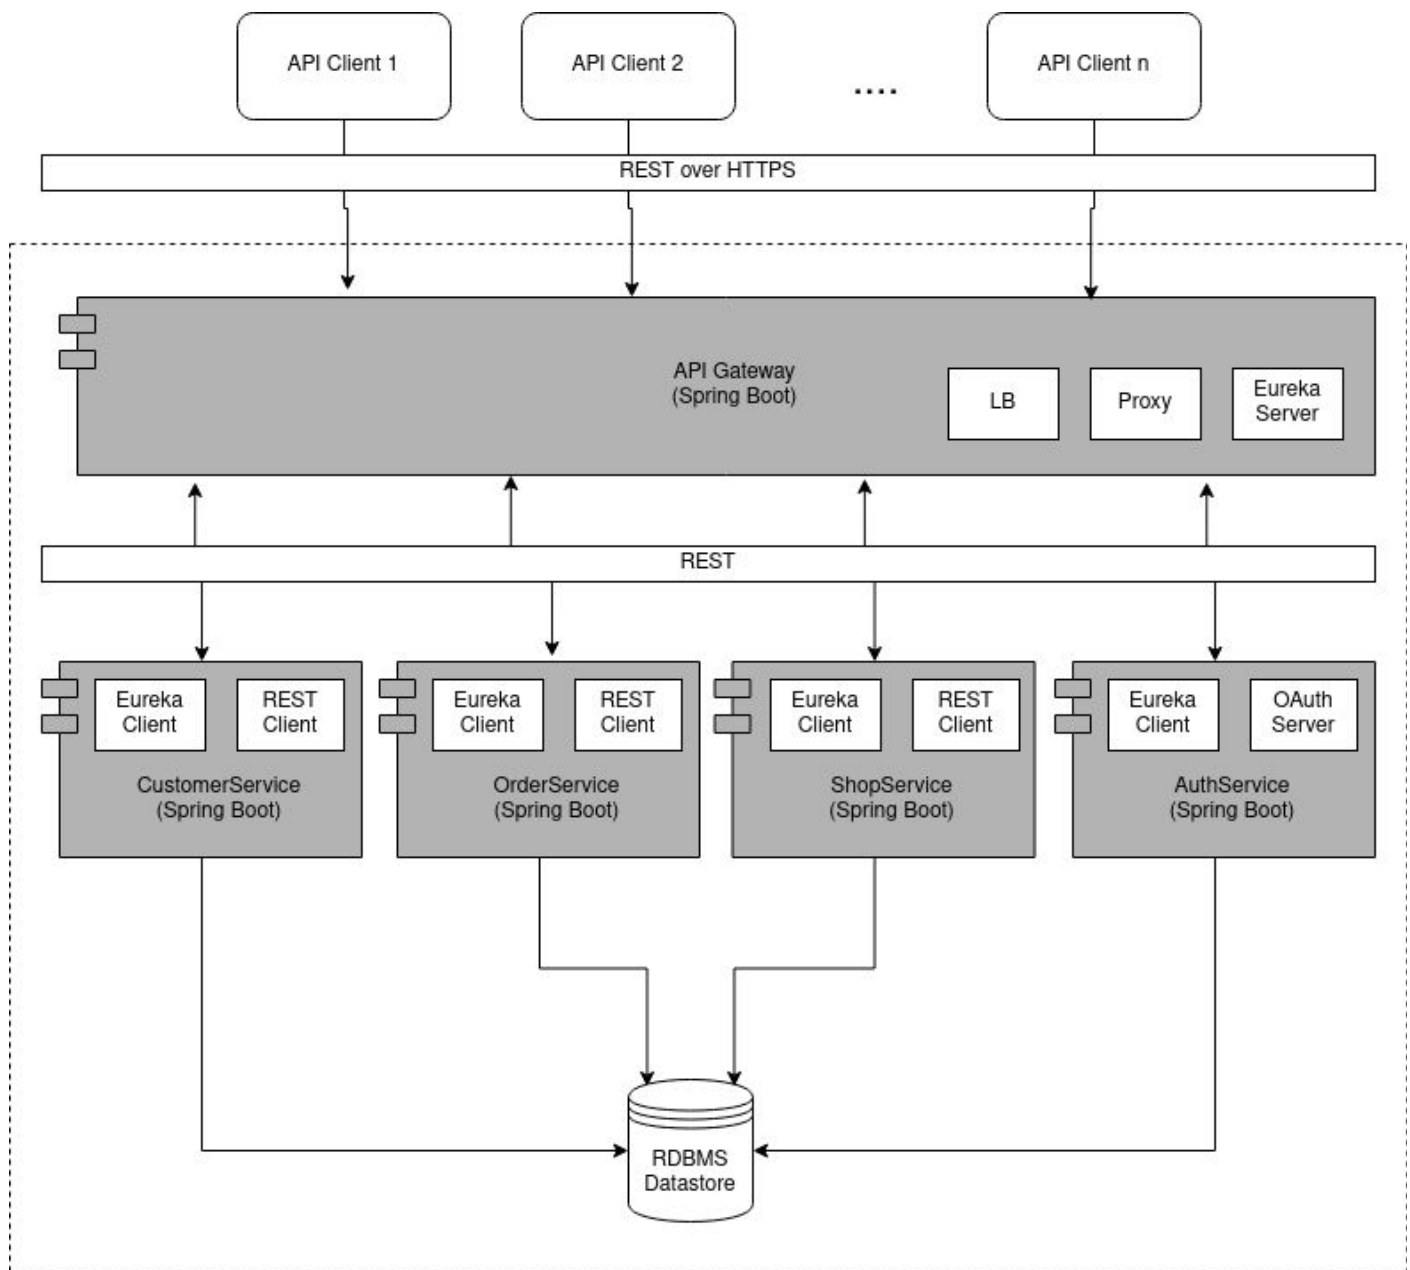 API Client 1
API Client 2
....
API Client n
REST over HTTPS
API Gateway
(Spring Boot)
LB
Proxy
Eureka
Server
REST
Eureka
Client
REST
Client
CustomerService
(Spring Boot)
Eureka
Client
REST
Client
OrderService
(Spring Boot)
Eureka
Client
REST
Client
ShopService
(Spring Boot)
Eureka
Client
OAuth
Server
AuthService
(Spring Boot)
RDBMS
Datastore